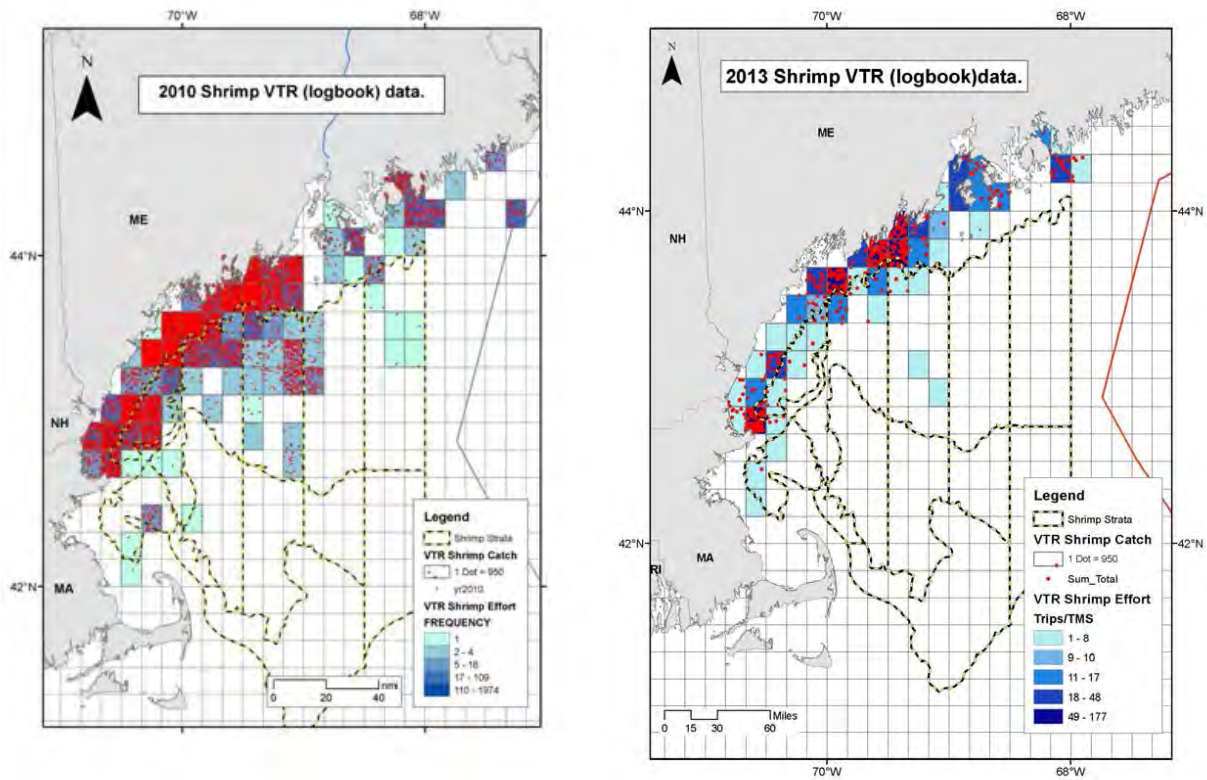 70°W
68°W
N
2010 Shrimp VTR (logbook) data.
ME
44°N
NH
42°N
MA
Legend
Shrimp Strata
VTR Shrimp Catch
1 Dot = 950
yr2010
VTR Shrimp Effort
FREQUENCY
1
2 - 4
5 - 16
17 - 109
110 - 1974
nmi
0 20 40
70°W
70°W
68°W
N
2013 Shrimp VTR (logbook)data.
ME
44°N
44°N
NH
42°N
42°N
MA
RI
Legend
Shrimp Strata
VTR Shrimp Catch
1 Dot = 950
Sum_Total
VTR Shrimp Effort
Trips/TMS
1 - 8
9 - 10
11 - 17
18 - 48
49 - 177
Miles
0 15 30 60
70°W
68°W